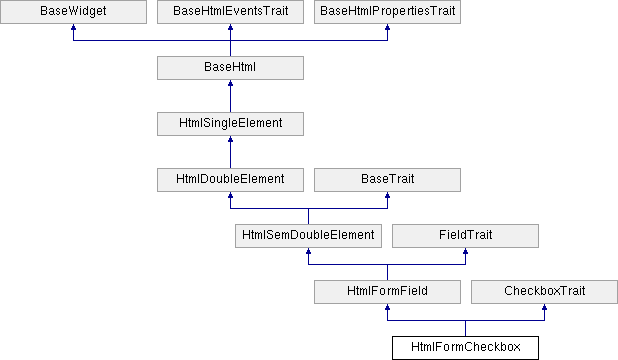 BaseWidget
BaseHtmlEventsTrait
BaseHtmlPropertiesTrait
BaseHtml
HtmlSingleElement
HtmlDoubleElement
BaseTrait
HtmlSemDoubleElement
FieldTrait
HtmlFormField
CheckboxTrait
HtmlFormCheckbox